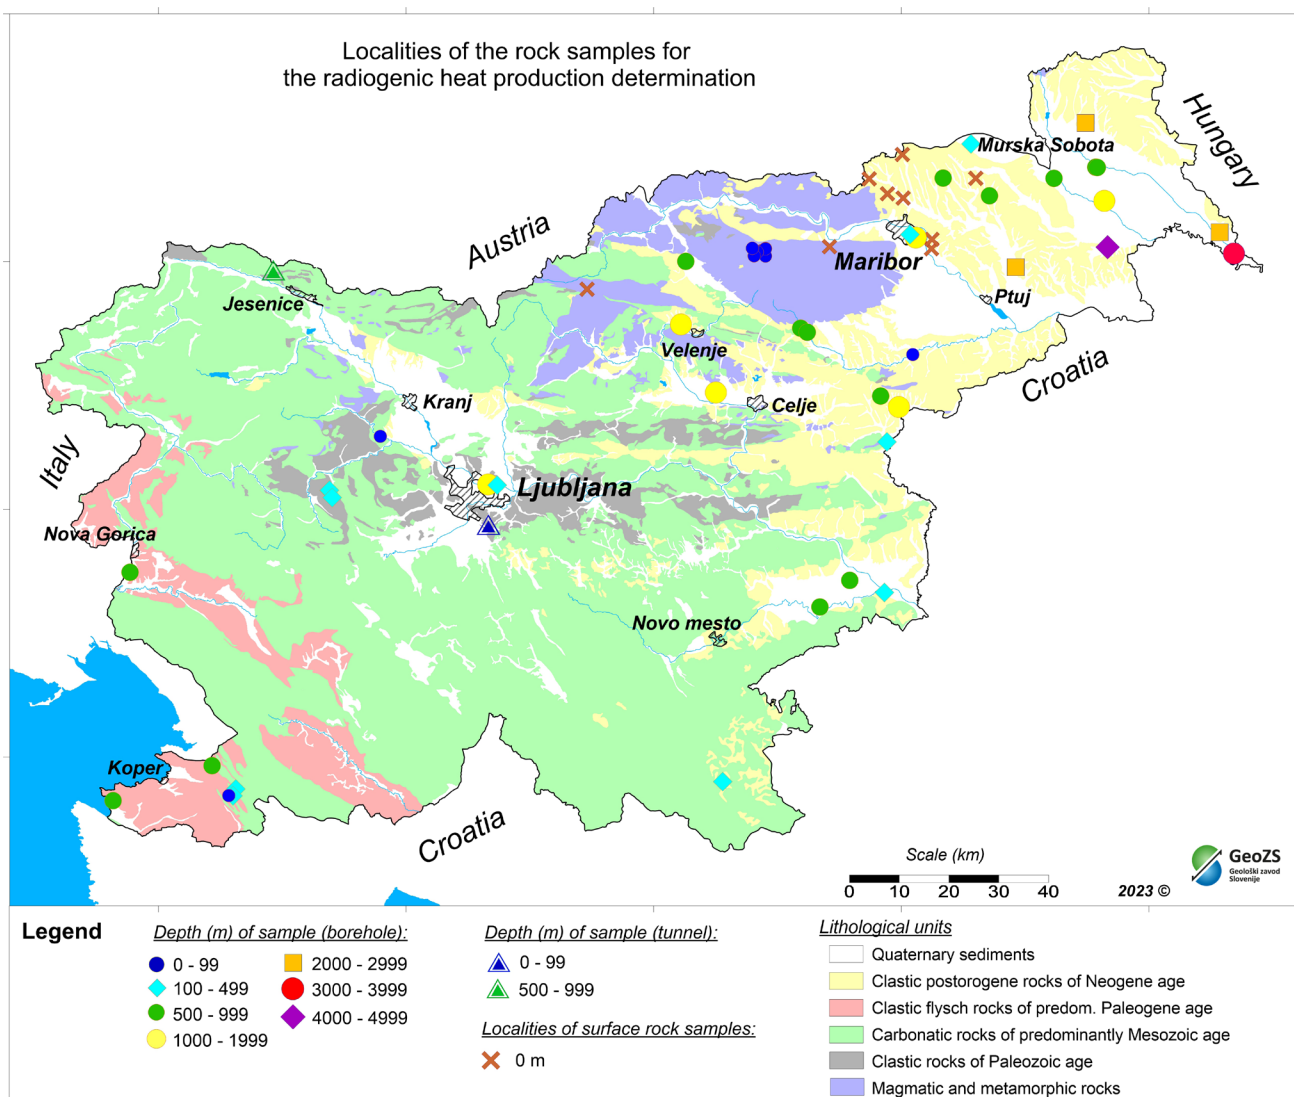 Localities of the rock samples for
the radiogenic heat production determination
Hungary
Murska Sobota
Austria
Maribor
Jesenice
Ptuj
Velenje
Croatia
Kranj
Celje
Italy
Ljubljana
Nova Gorica
Novo mesto
Koper
Croatia
Scale (km)
0 10 20 30 40
2023 ©
GeoZS
Geološki zavod
Slovenije
Legend
Depth (m) of sample (borehole):
0 - 99
100 - 499
500 - 999
1000 - 1999
2000 - 2999
3000 - 3999
4000 - 4999
Depth (m) of sample (tunnel):
0 - 99
500 - 999
Localities of surface rock samples:
0 m
Lithological units
Quaternary sediments
Clastic postorogene rocks of Neogene age
Clastic flysch rocks of predom. Paleogene age
Carbonatic rocks of predominantly Mesozoic age
Clastic rocks of Paleozoic age
Magmatic and metamorphic rocks